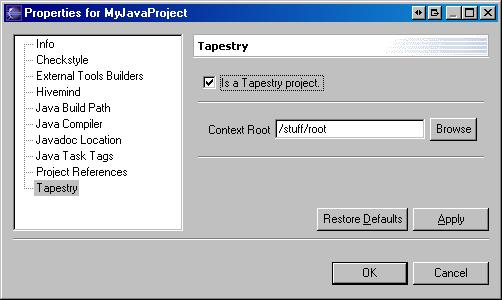 Properties for MyJavaProject
Info
Checkstyle
External Tools Builders
Hivemind
Java Build Path
Java Compiler
Javadoc Location
Java Task Tags
Project References
Tapestry
Tapestry
Is a Tapestry project.
Context Root /stuff/root Browse
Restore Defaults Apply
OK Cancel